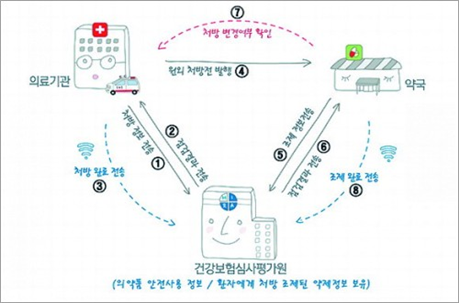 ⑦
처방 변경여부 확인
의료기관
원외 처방전 발행 ④
약국
② 점검결과 전송
처방 정보 전송 ①
⑤ 조제 정보전송
점검결과 전송 ⑥
처방 완료 전송
③
조제 완료 전송
⑧
건강보험심사평가원
(의약품 안전사용 정보 / 환자에게 처방 조제된 약제정보 보유)